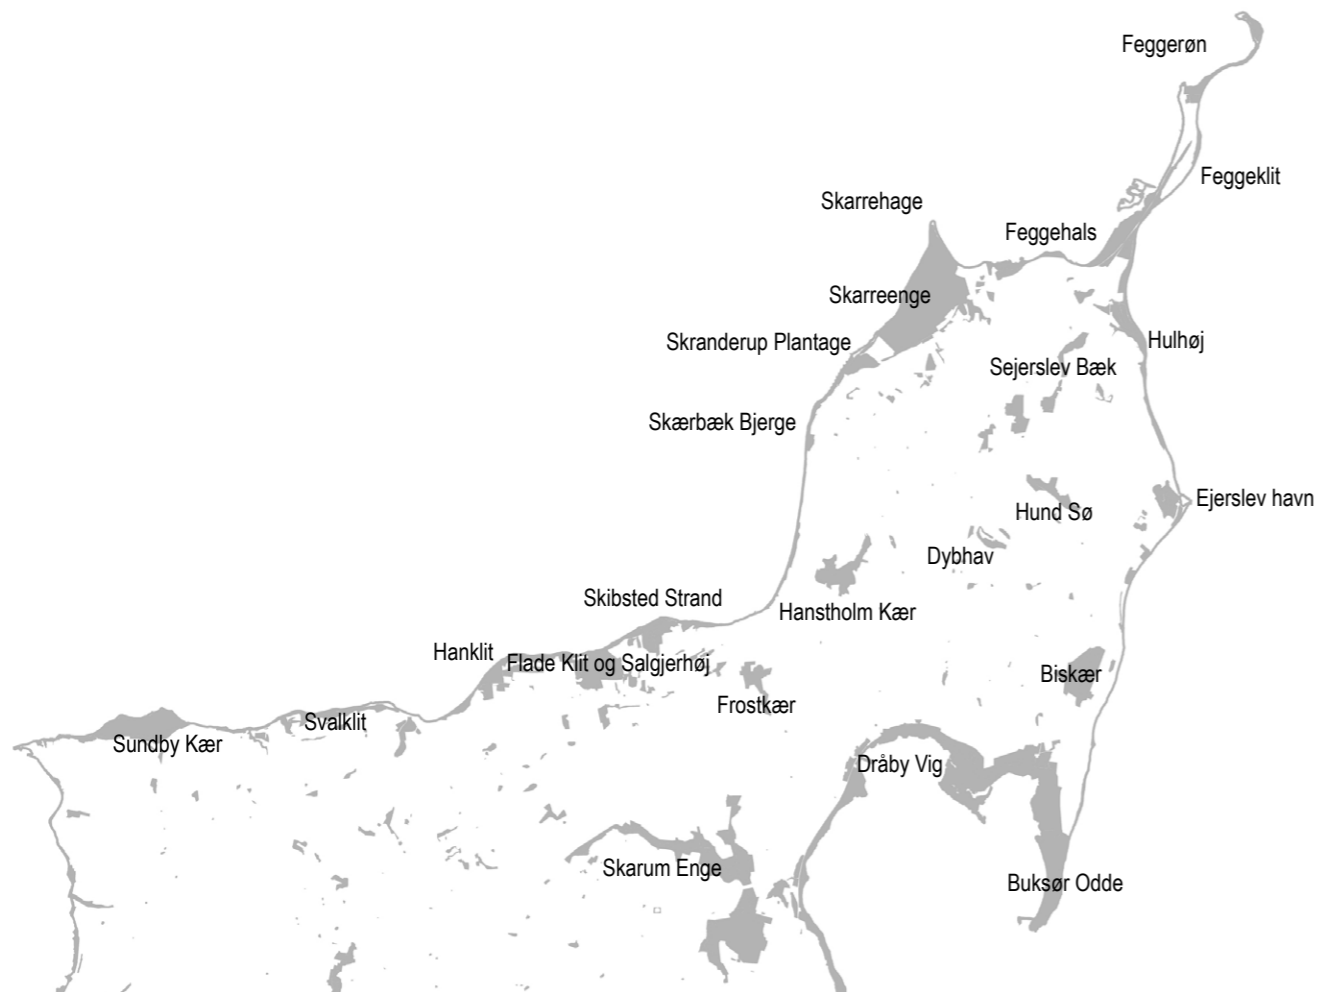 Feggerøn
Feggeklit
Skarrehage
Feggehals
Skarreenge
Skranderup Plantage
Hulhøj
Sejerslev Bæk
Skærbæk Bjerge
Ejerslev havn
Hund Sø
Dybhav
Skibsted Strand
Hanstholm Kær
Hanklit
Flade Klit og Salgjerhøj
Biskær
Frostkær
Svalklit
Sundby Kær
Dråby Vig
Skarum Enge
Buksør Odde